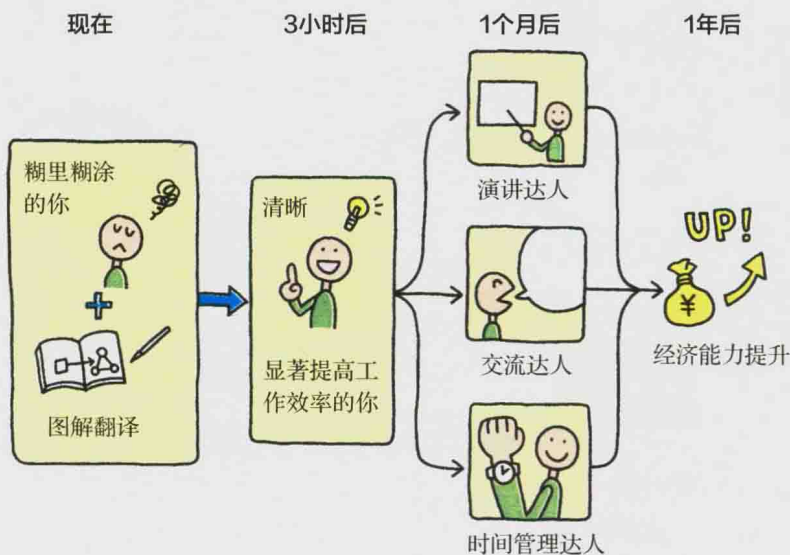 现在
3小时后
1个月后
1年后
糊里糊涂
的你
图解翻译
清晰
显著提高工
作效率的你
演讲达人
交流达人
时间管理达人
UP!
¥
经济能力提升